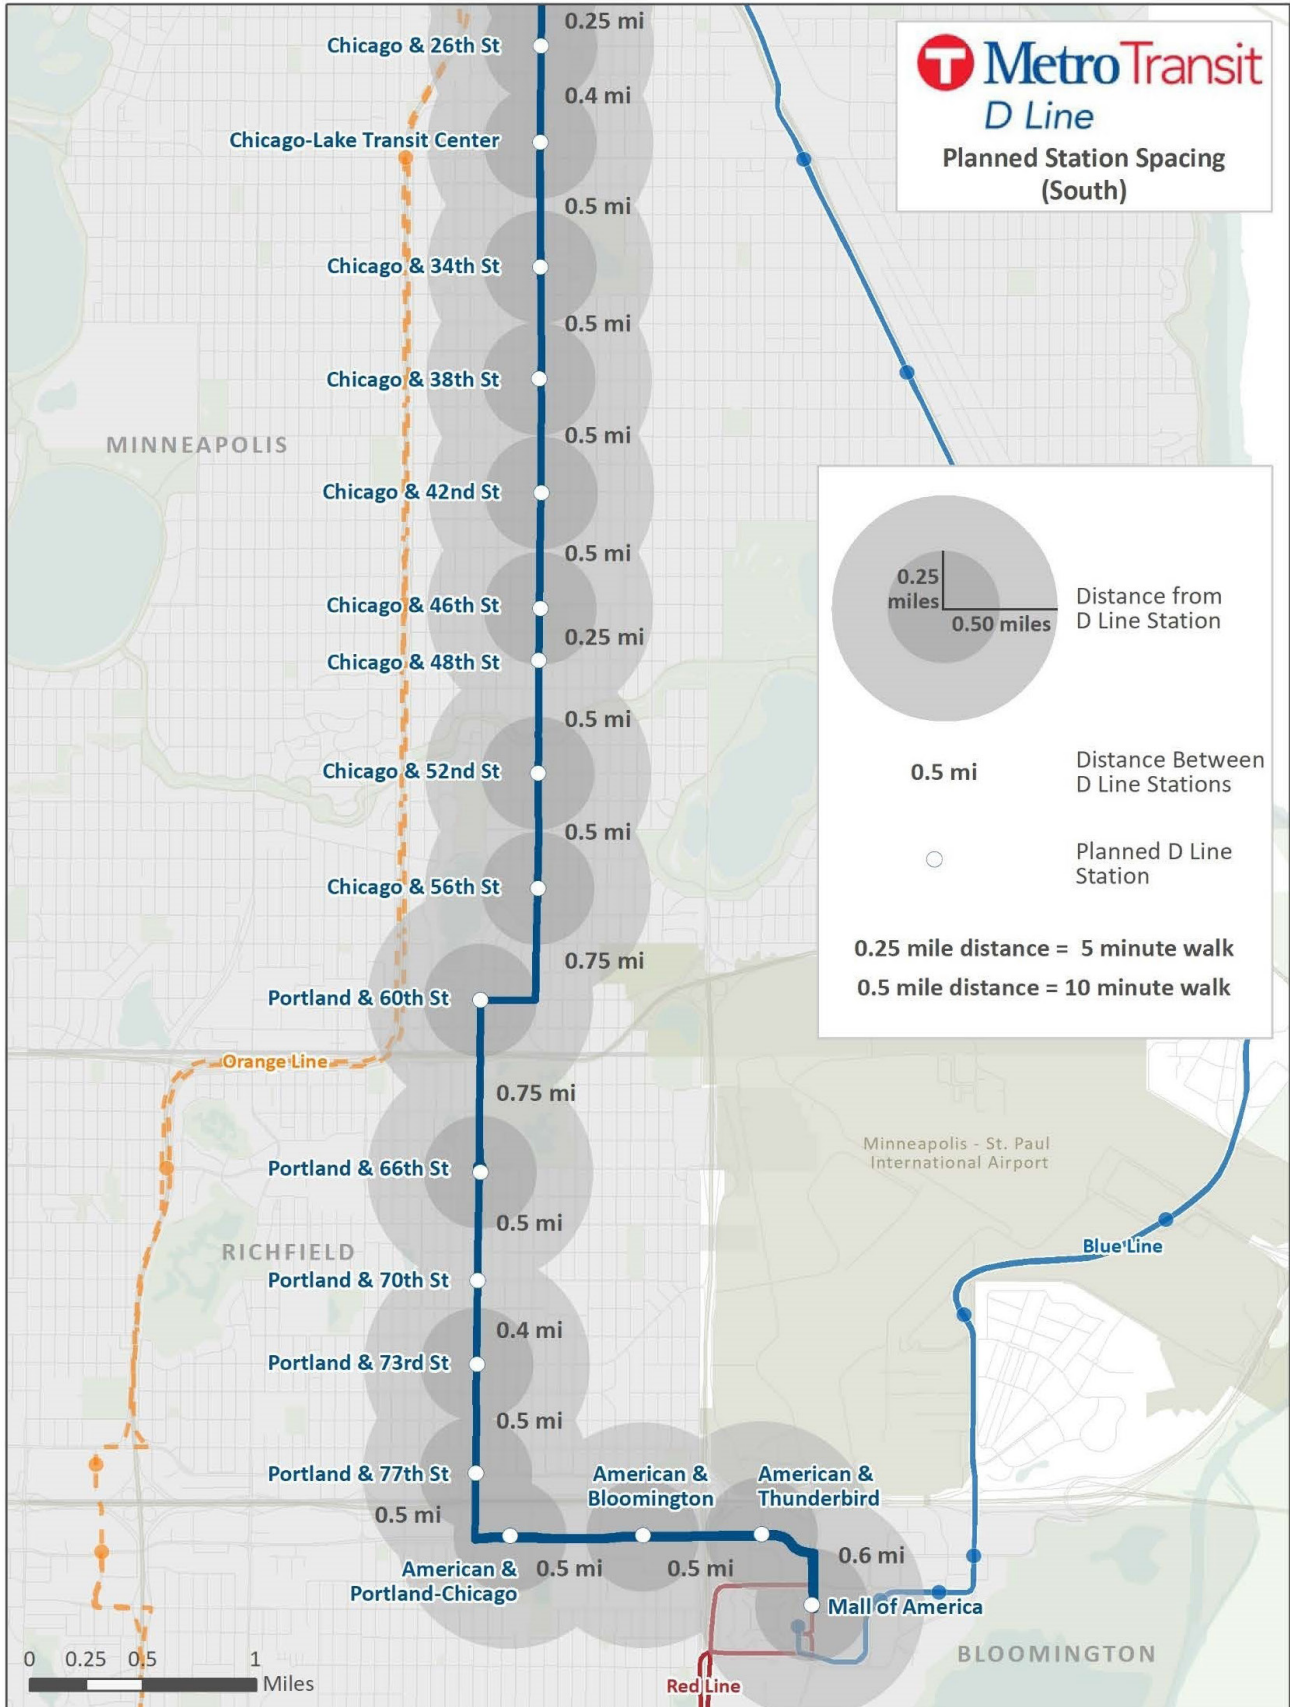 MetroTransit
D Line
Planned Station Spacing
(South)
0.25 mi
Chicago & 26th St
0.4 mi
Chicago-Lake Transit Center
0.5 mi
Chicago & 34th St
0.5 mi
Chicago & 38th St
0.5 mi
MINNEAPOLIS
Chicago & 42nd St
0.5 mi
Chicago & 46th St
0.25 mi
Chicago & 48th St
0.5 mi
Chicago & 52nd St
0.5 mi
Chicago & 56th St
0.75 mi
Portland & 60th St
Orange Line
0.75 mi
Portland & 66th St
0.5 mi
RICHFIELD
Portland & 70th St
0.4 mi
Portland & 73rd St
0.5 mi
Portland & 77th St
0.5 mi
American &
Portland-Chicago
0.5 mi
American &
Bloomington
0.5 mi
American &
Thunderbird
0.6 mi
Mall of America
BLOOMINGTON
Red Line
Blue Line
Minneapolis - St. Paul
International Airport
0.25
miles
0.50 miles
Distance from
D Line Station
0.5 mi
Distance Between
D Line Stations
Planned D Line
Station
0.25 mile distance = 5 minute walk
0.5 mile distance = 10 minute walk
0 0.25 0.5 1
Miles